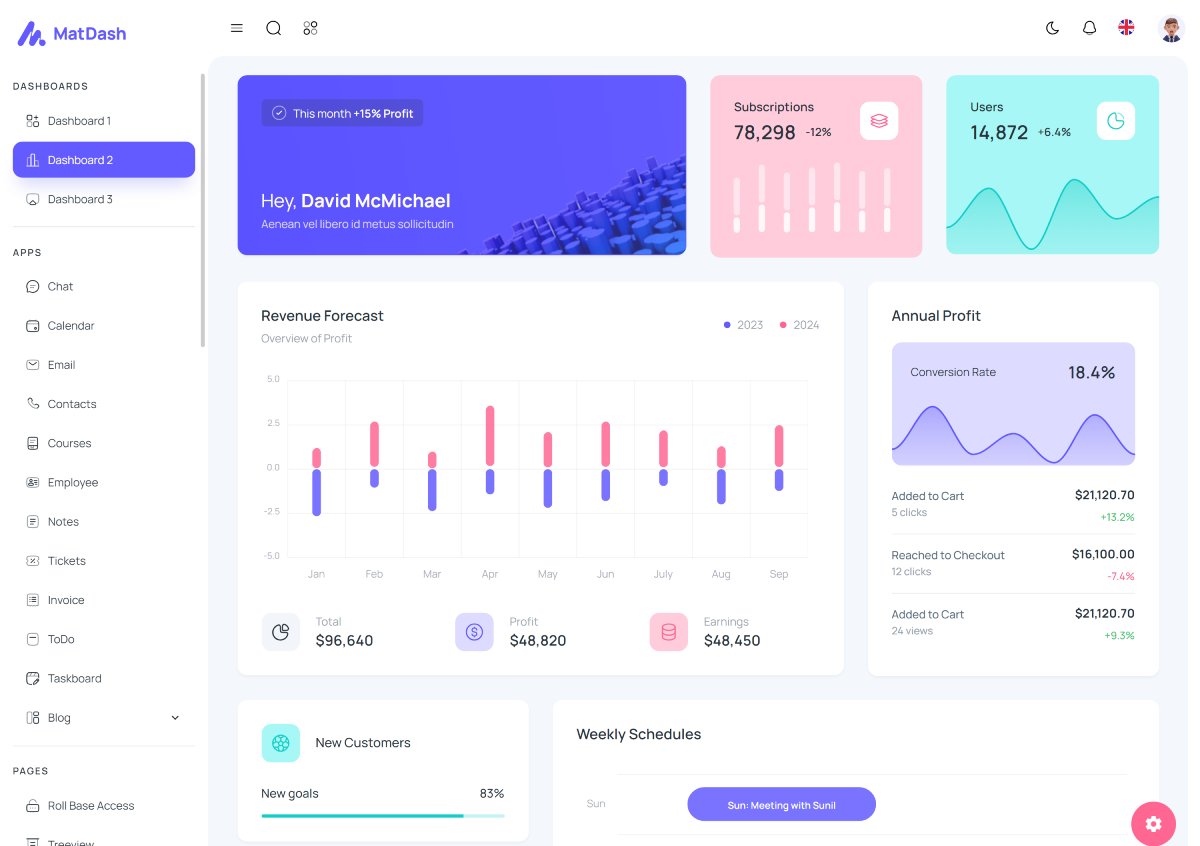 MatDash
DASHBOARDS
Dashboard 1
Dashboard 2
Dashboard 3
APPS
Chat
Calendar
Email
Contacts
Courses
Employee
Notes
Tickets
Invoice
ToDo
Taskboard
Blog
PAGES
Roll Base Access
Treeview
This month +15% Profit
Hey, David McMichael
Aenean vel libero id metus sollicitudin
Subscriptions
78,298 -12%
Users
14,872 +6.4%
Revenue Forecast
Overview of Profit
2023 2024
5.0
2.5
0.0
-2.5
-5.0
Jan Feb Mar Apr May Jun July Aug Sep
Total
$96,640
Profit
$48,820
Earnings
$48,450
Annual Profit
Conversion Rate 18.4%
Added to Cart $21,120.70
5 clicks +13.2%
Reached to Checkout $16,100.00
12 clicks -7.4%
Added to Cart $21,120.70
24 views +9.3%
New Customers
New goals 83%
Weekly Schedules
Sun Sun: Meeting with Sunil